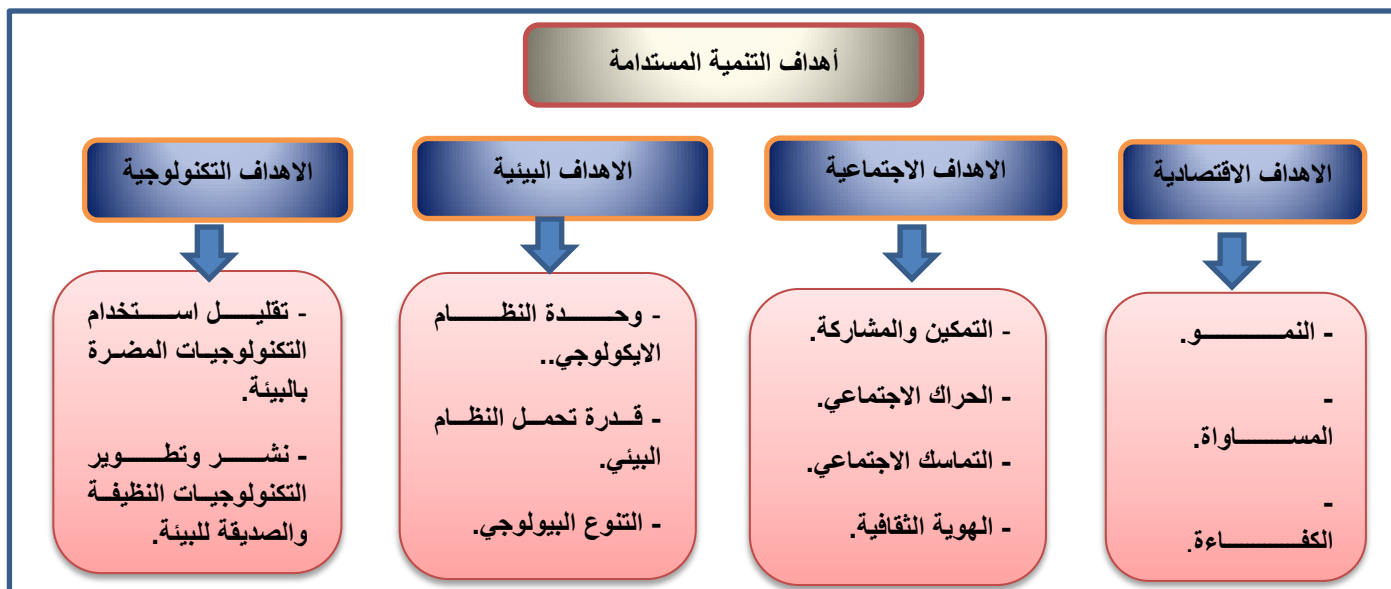 أهداف التنمية المستدامة
الاهداف الاقتصادية
- النمو.
-
المساواة.
-
الكفاءة.
الاهداف الاجتماعية
- التمكين والمشاركة.
- الحراك الاجتماعي.
- التماسك الاجتماعي.
- الهوية الثقافية.
الاهداف البيئية
- وحدة النظام
الايكولوجي..
- قدرة تحمل النظام
البيئي.
- التنوع البيولوجي.
الاهداف التكنولوجية
- تقليل استخدام
التكنولوجيات المضرة
بالبيئة.
- نشر وتطوير
التكنولوجيات النظيفة
والصديقة للبيئة.